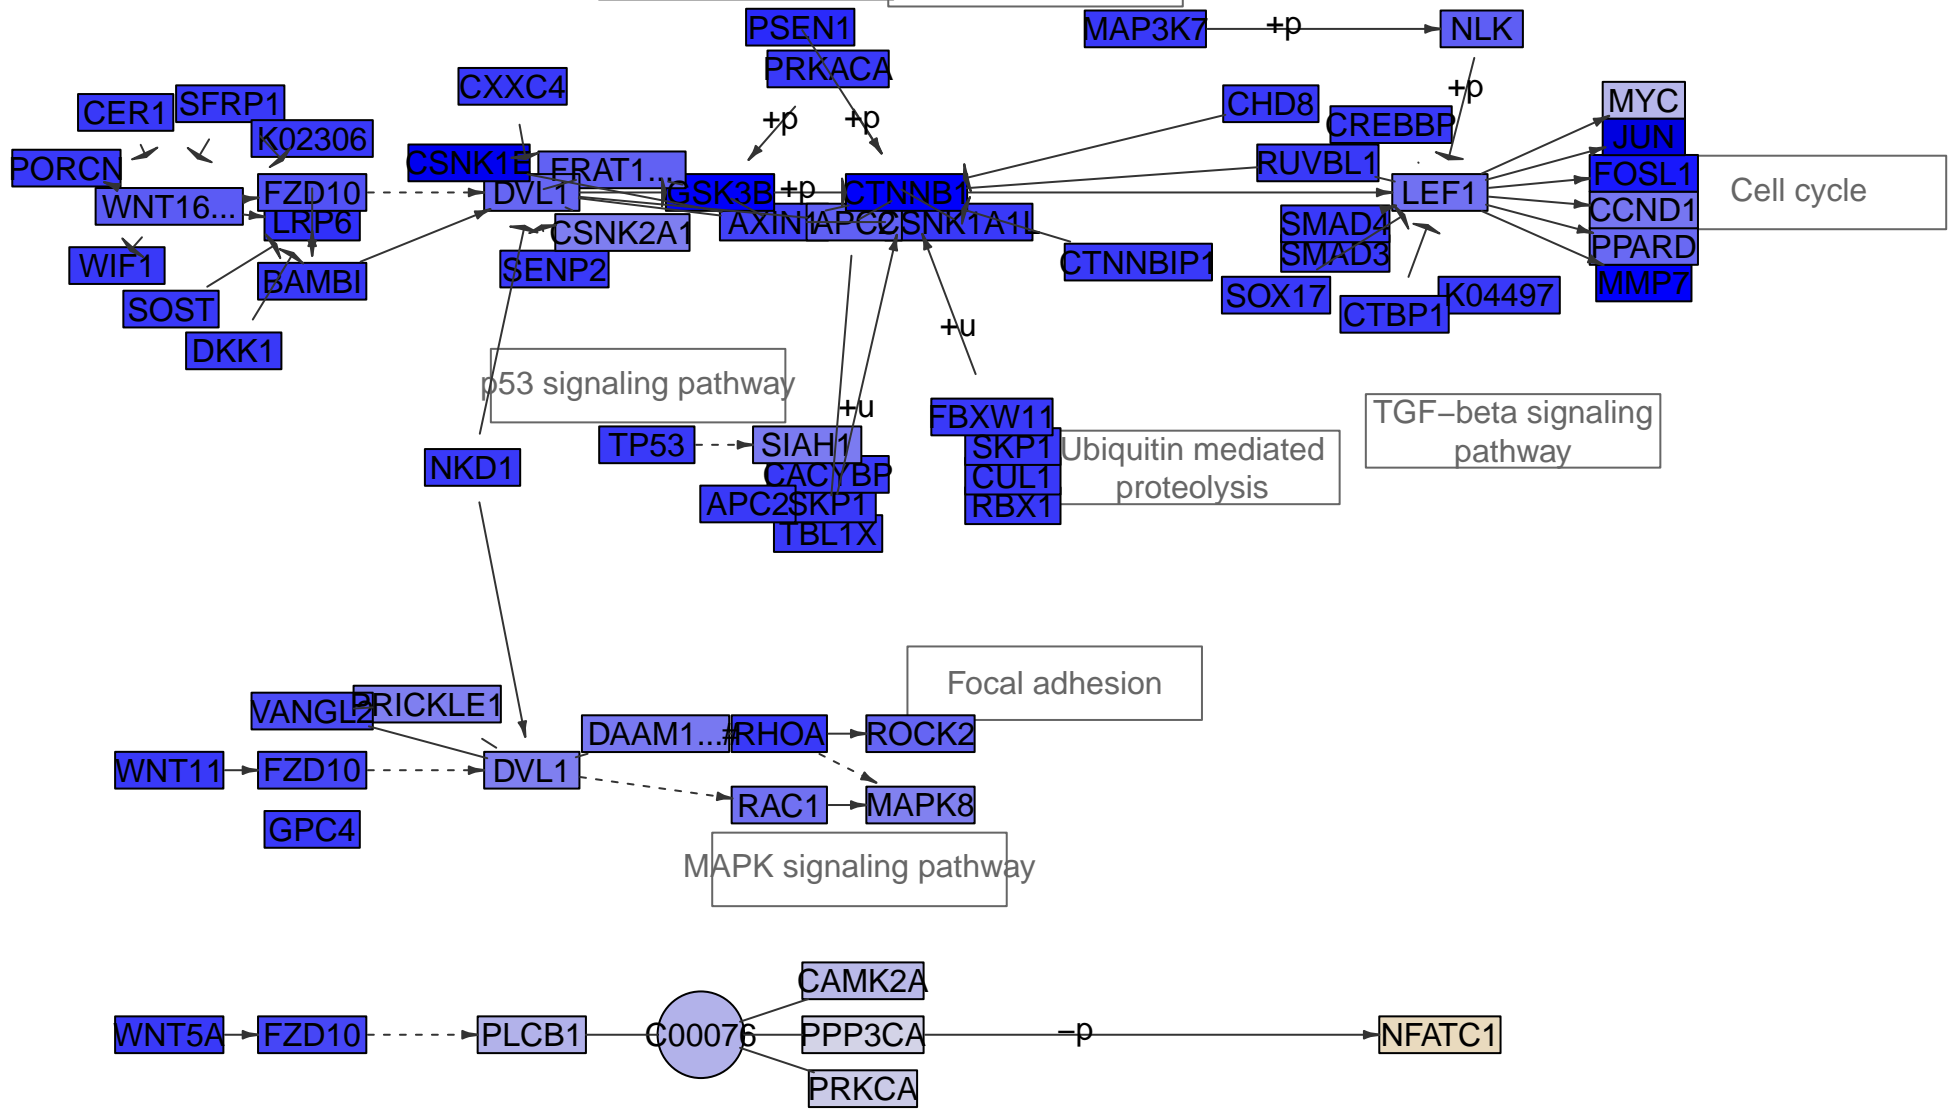 PSEN1
MAP3K7
+p
NLK
PRKACA
CXXC4
CER1
SFRP1
CHD8
+p
MYC
+p
+p
CREBBP
K02306
JUN
PORCN
CSNK1E
FRAT1...
RUVBL1
FOSL1
WNT16...
FZD10
DVL1
GSK3B
+p
CTNNB1
LEF1
Cell cycle
CCND1
LRP6
CSNK2A1
AXIN1
APC2
CSNK1A1L
SMAD4
PPARD
WIF1
BAMBI
SENP2
CTNNBIP1
SMAD3
MMP7
SOST
SOX17
K04497
CTBP1
DKK1
+u
p53 signaling pathway
+u
FBXW11
TGF−beta signaling
pathway
TP53
SIAH1
SKP1
Ubiquitin mediated
proteolysis
NKD1
CACYBP
CUL1
APC2
SKP1
RBX1
TBL1X
Focal adhesion
VANGL2
PRICKLE1
DAAM1...#
RHOA
ROCK2
WNT11
FZD10
DVL1
RAC1
MAPK8
GPC4
MAPK signaling pathway
CAMK2A
WNT5A
FZD10
PLCB1
C00076
PPP3CA
−p
NFATC1
PRKCA